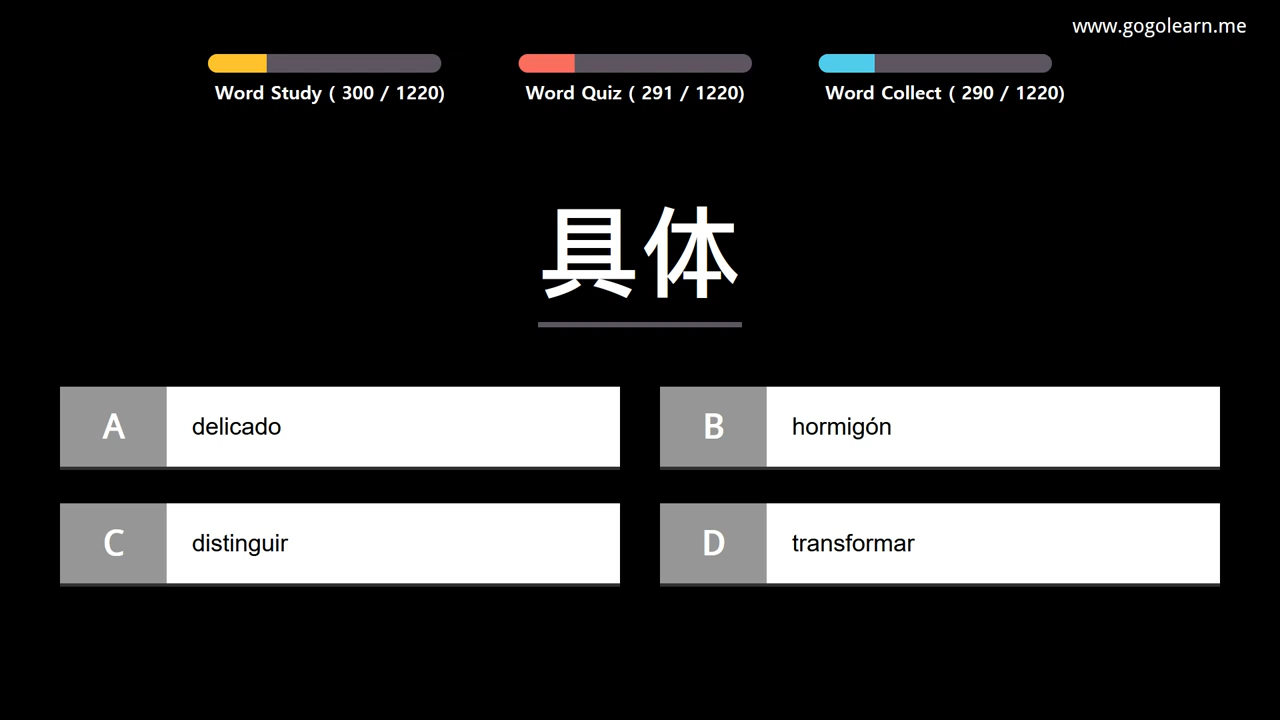 www.gogolearn.me
Word Study ( 300 / 1220)
Word Quiz ( 291 / 1220)
Word Collect ( 290 / 1220)
具体
A delicado
B hormigón
C distinguir
D transformar